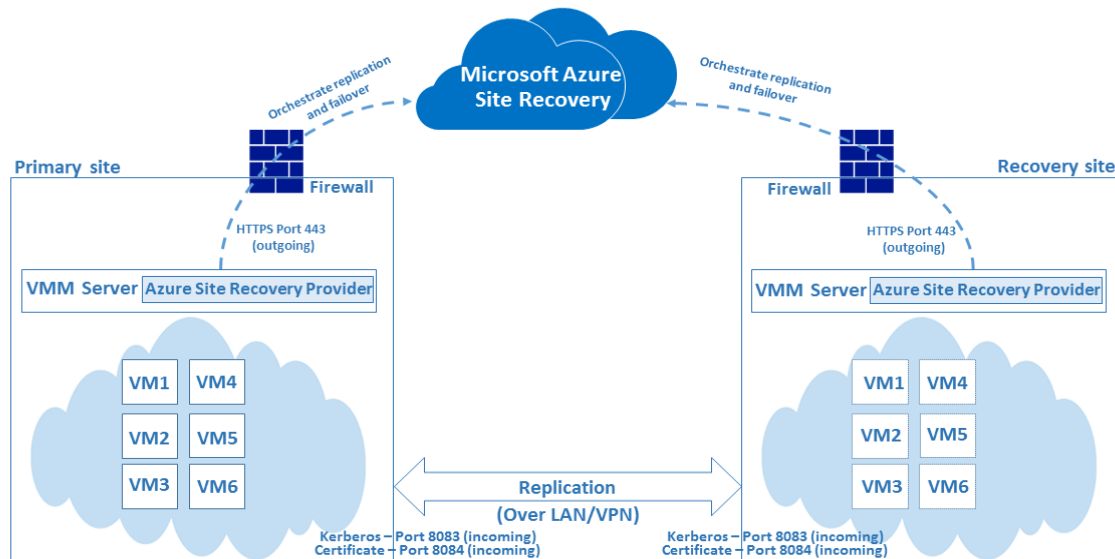 Microsoft Azure
Site Recovery
Orchestrate replication
and failover
Orchestrate replication
and failover
Primary site
Firewall
Recovery site
Firewall
HTTPS Port 443
(outgoing)
HTTPS Port 443
(outgoing)
VMM Server
Azure Site Recovery Provider
VMM Server
Azure Site Recovery Provider
VM1
VM4
VM2
VM5
VM3
VM6
VM1
VM4
VM2
VM5
VM3
VM6
Replication
(Over LAN/VPN)
Kerberos – Port 8083 (incoming)
Certificate – Port 8084 (incoming)
Kerberos – Port 8083 (incoming)
Certificate – Port 8084 (incoming)